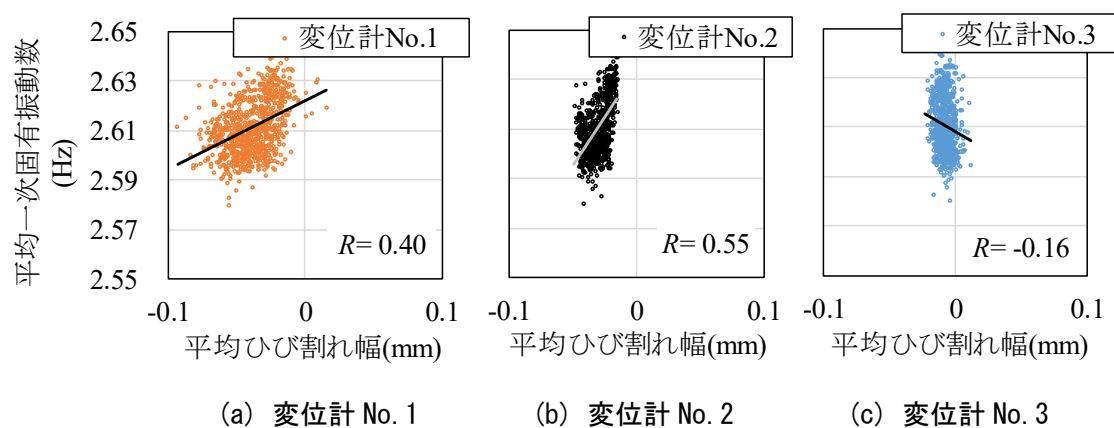 変位計No.1
変位計No.2
変位計No.3
平均一次固有振動数
(Hz)
2.65
2.63
2.61
2.59
2.57
2.55
R= 0.40
R= 0.55
R= -0.16
-0.1 0 0.1
-0.1 0 0.1
-0.1 0 0.1
平均ひび割れ幅(mm)
平均ひび割れ幅(mm)
平均ひび割れ幅(mm)
(a) 変位計 No. 1
(b) 変位計 No. 2
(c) 変位計 No. 3